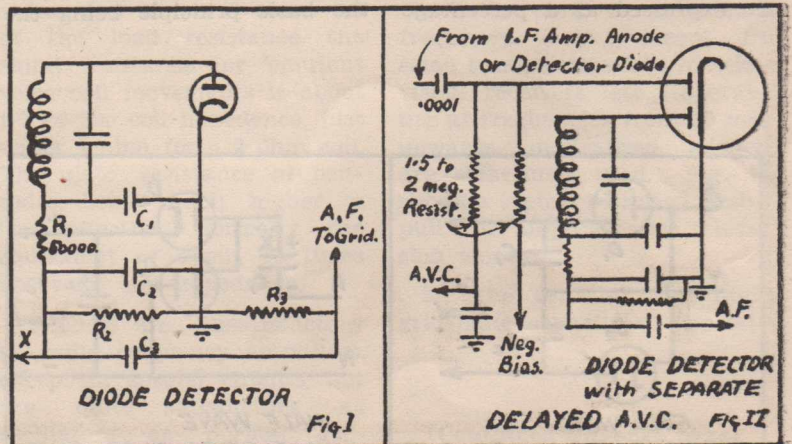 R₁
50000.
C₁
C₂
R₂
C₃
R₃
A.F.
To Grid.
X
DIODE DETECTOR
Fig I
From I.F. Amp. Anode
or Detector Diode
.0001
1.5 to
2 meg.
Resist.
A.V.C.
Neg.
Bias.
A.F.
DIODE DETECTOR
with SEPARATE
DELAYED A.V.C.
Fig II